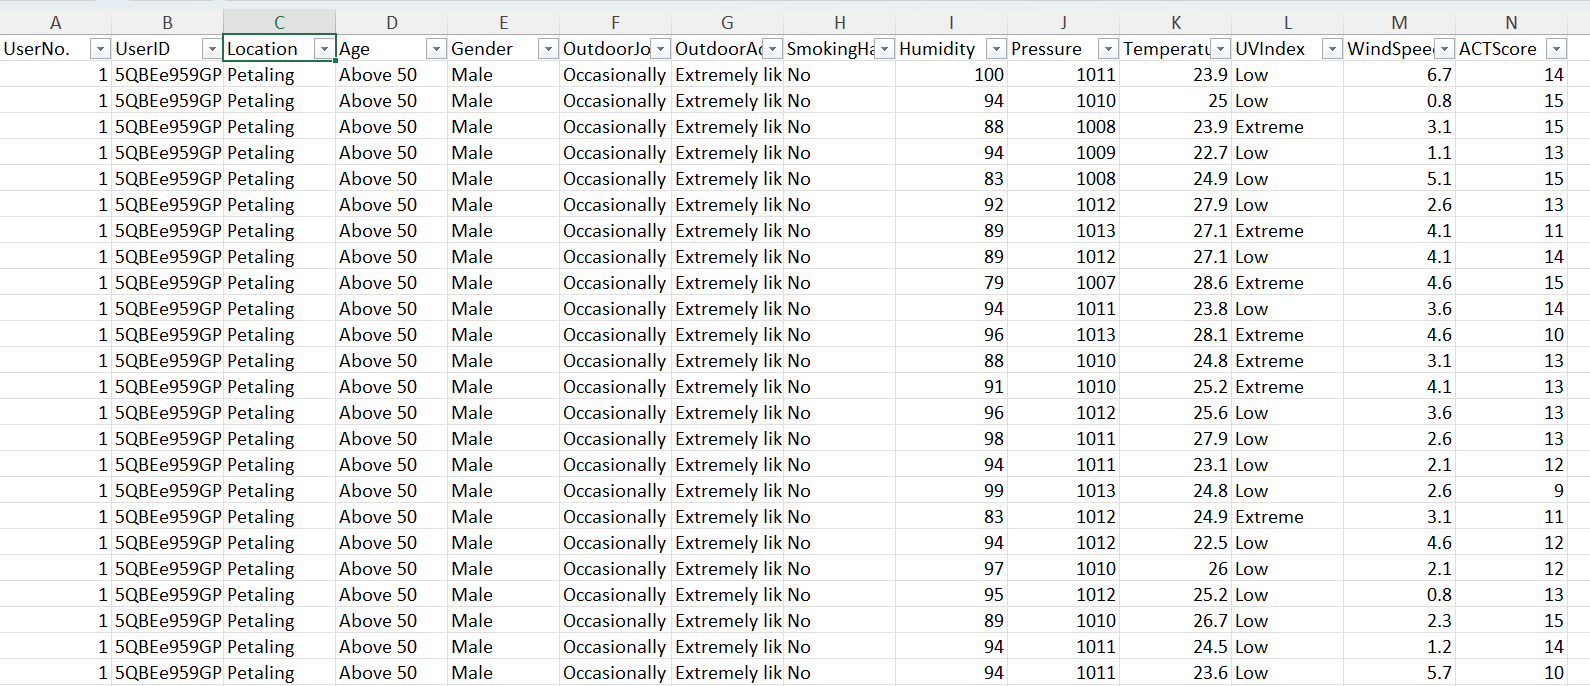 A B C D E F G H I J K L M N
UserNo. UserID Location Age Gender OutdoorJo OutdoorAc SmokingHa Humidity Pressure Temperatu UVIndex WindSpee ACTScore
1 5QBEe959GP Petaling Above 50 Male Occasionally Extremely lik No 100 1011 23.9 Low 6.7 14
1 5QBEe959GP Petaling Above 50 Male Occasionally Extremely lik No 94 1010 25 Low 0.8 15
1 5QBEe959GP Petaling Above 50 Male Occasionally Extremely lik No 88 1008 23.9 Extreme 3.1 15
1 5QBEe959GP Petaling Above 50 Male Occasionally Extremely lik No 94 1009 22.7 Low 1.1 13
1 5QBEe959GP Petaling Above 50 Male Occasionally Extremely lik No 83 1008 24.9 Low 5.1 15
1 5QBEe959GP Petaling Above 50 Male Occasionally Extremely lik No 92 1012 27.9 Low 2.6 13
1 5QBEe959GP Petaling Above 50 Male Occasionally Extremely lik No 89 1013 27.1 Extreme 4.1 11
1 5QBEe959GP Petaling Above 50 Male Occasionally Extremely lik No 89 1012 27.1 Low 4.1 14
1 5QBEe959GP Petaling Above 50 Male Occasionally Extremely lik No 79 1007 28.6 Extreme 4.6 15
1 5QBEe959GP Petaling Above 50 Male Occasionally Extremely lik No 94 1011 23.8 Low 3.6 14
1 5QBEe959GP Petaling Above 50 Male Occasionally Extremely lik No 96 1013 28.1 Extreme 4.6 10
1 5QBEe959GP Petaling Above 50 Male Occasionally Extremely lik No 88 1010 24.8 Extreme 3.1 13
1 5QBEe959GP Petaling Above 50 Male Occasionally Extremely lik No 91 1010 25.2 Extreme 4.1 13
1 5QBEe959GP Petaling Above 50 Male Occasionally Extremely lik No 96 1012 25.6 Low 3.6 13
1 5QBEe959GP Petaling Above 50 Male Occasionally Extremely lik No 98 1011 27.9 Low 2.6 13
1 5QBEe959GP Petaling Above 50 Male Occasionally Extremely lik No 94 1011 23.1 Low 2.1 12
1 5QBEe959GP Petaling Above 50 Male Occasionally Extremely lik No 99 1013 24.8 Low 2.6 9
1 5QBEe959GP Petaling Above 50 Male Occasionally Extremely lik No 83 1012 24.9 Extreme 3.1 11
1 5QBEe959GP Petaling Above 50 Male Occasionally Extremely lik No 94 1012 22.5 Low 4.6 12
1 5QBEe959GP Petaling Above 50 Male Occasionally Extremely lik No 97 1010 26 Low 2.1 12
1 5QBEe959GP Petaling Above 50 Male Occasionally Extremely lik No 95 1012 25.2 Low 0.8 13
1 5QBEe959GP Petaling Above 50 Male Occasionally Extremely lik No 89 1010 26.7 Low 2.3 15
1 5QBEe959GP Petaling Above 50 Male Occasionally Extremely lik No 94 1011 24.5 Low 1.2 14
1 5QBEe959GP Petaling Above 50 Male Occasionally Extremely lik No 94 1011 23.6 Low 5.7 10